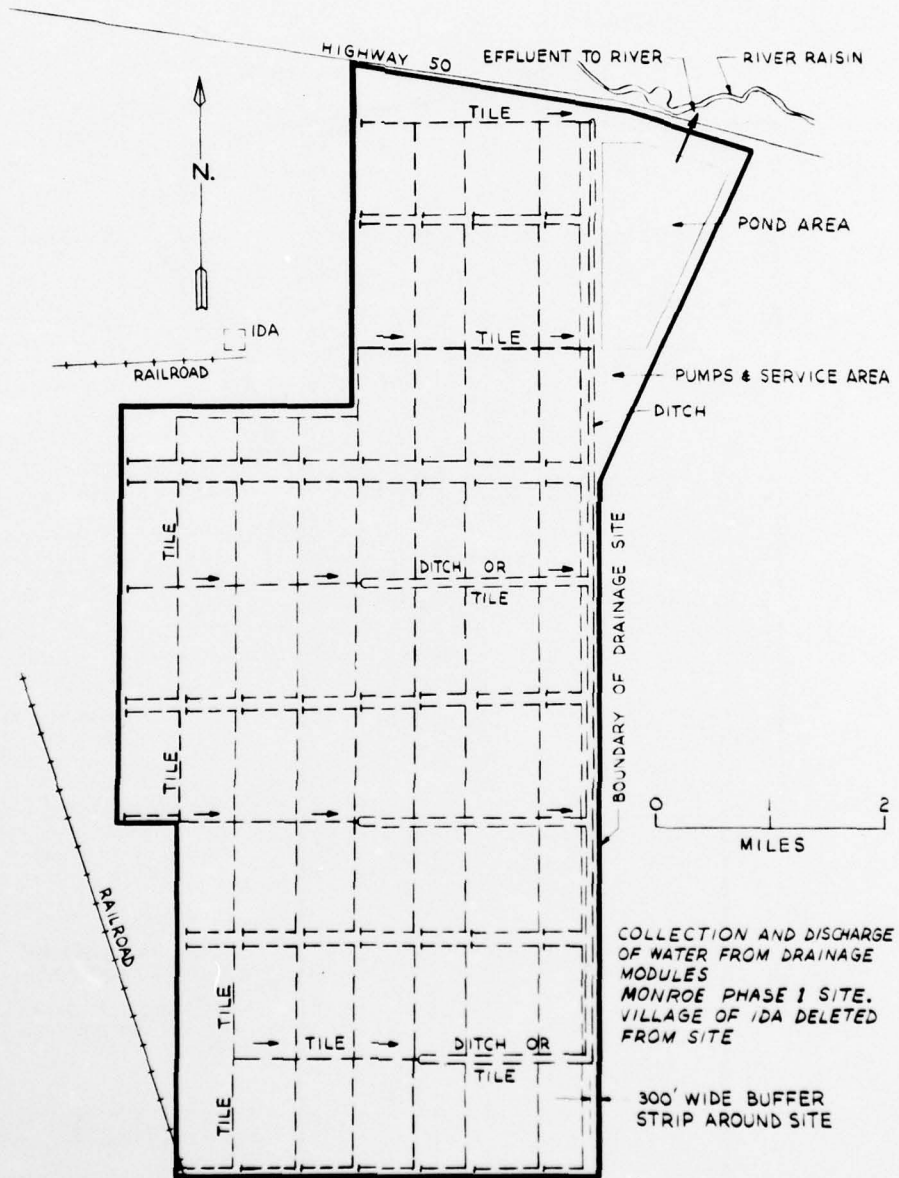 HIGHWAY 50
EFFLUENT TO RIVER
RIVER RAISIN
TILE
N.
POND AREA
IDA
TILE
RAILROAD
PUMPS & SERVICE AREA
DITCH
TILE
DITCH OR
TILE
BOUNDARY OF DRAINAGE SITE
TILE
0 2
MILES
RAILROAD
COLLECTION AND DISCHARGE
OF WATER FROM DRAINAGE
MODULES
MONROE PHASE 1 SITE.
VILLAGE OF IDA DELETED
FROM SITE
TILE
TILE
DITCH OR
TILE
TILE
300' WIDE BUFFER
STRIP AROUND SITE